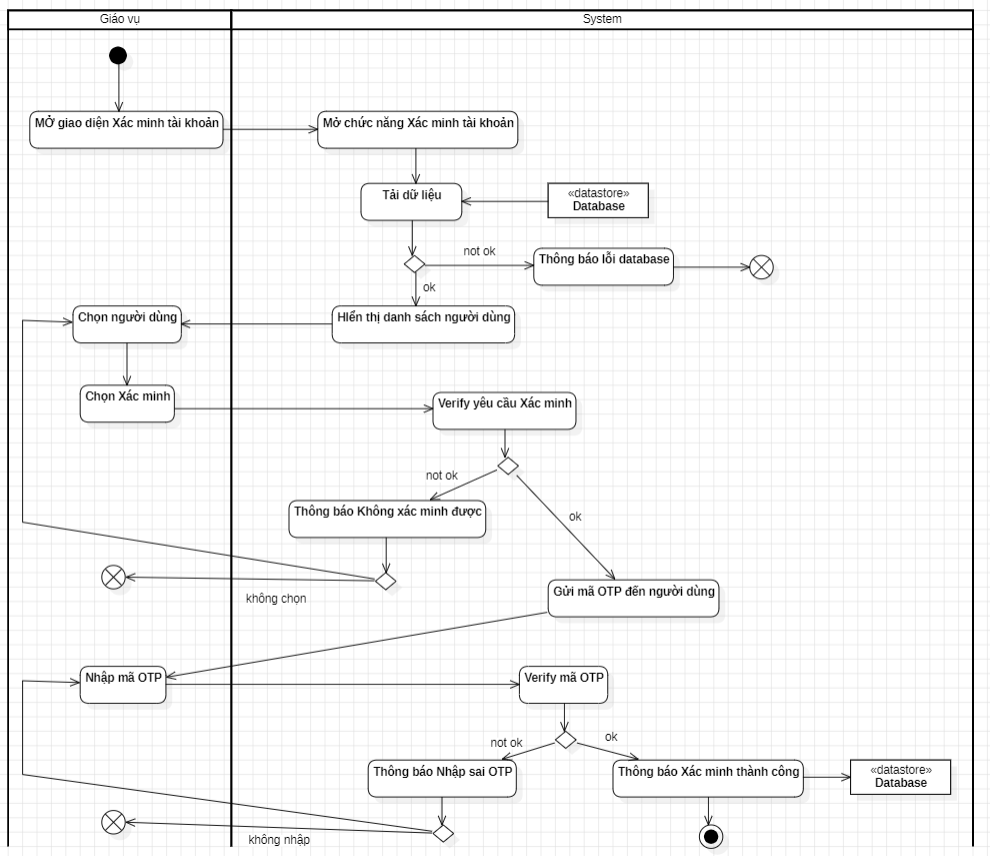 Giáo vụ
System
MỞ giao diện Xác minh tài khoản
Mở chức năng Xác minh tài khoản
Tải dữ liệu
«datastore»
Database
not ok
Thông báo lỗi database
ok
Chọn người dùng
HIển thị danh sách người dùng
Chọn Xác minh
Verify yêu cầu Xác minh
not ok
Thông báo Không xác minh được
ok
không chọn
Gửi mã OTP đến người dùng
Nhập mã OTP
Verify mã OTP
not ok
ok
Thông báo Nhập sai OTP
Thông báo Xác minh thành công
«datastore»
Database
không nhập